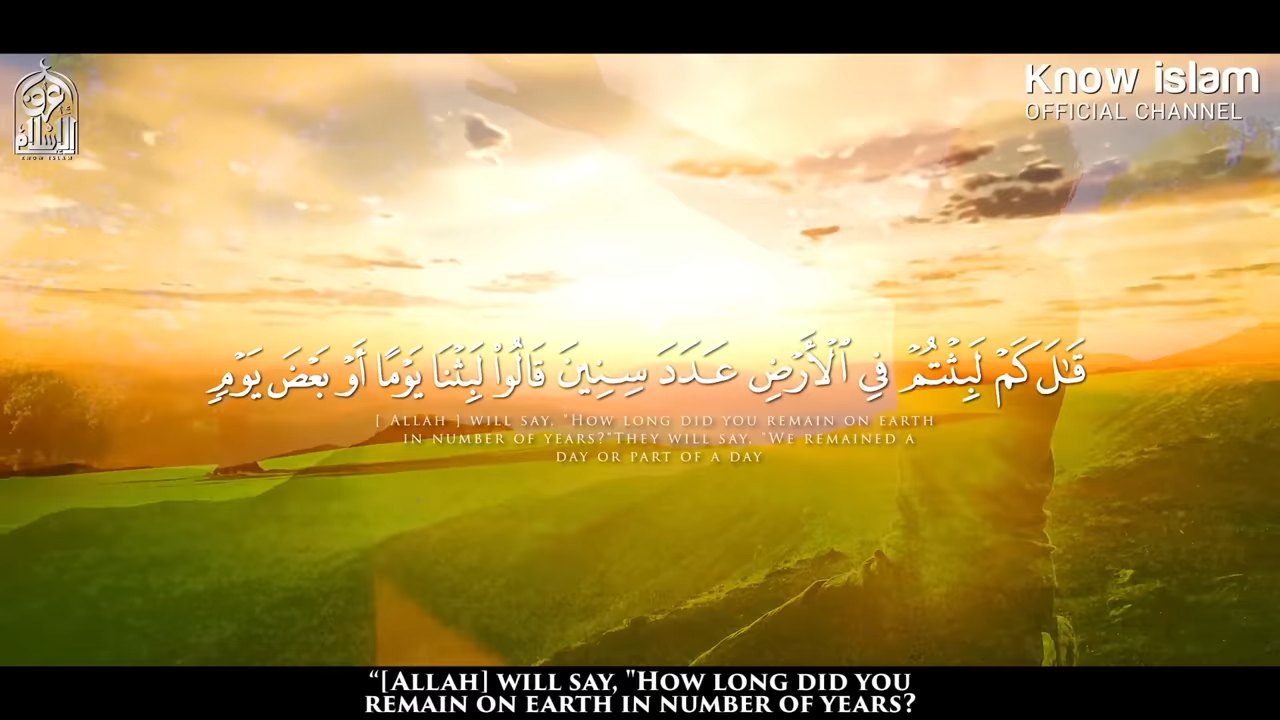 Know islam
OFFICIAL CHANNEL
KNOW ISLAM
قَٰلَ كَمۡ لَبِثۡتُمۡ فِي ٱلۡأَرۡضِ عَدَدَ سِنِينَ قَالُواْ لَبِثۡنَا يَوۡمًا أَوۡ بَعۡضَ يَوۡمٖ
[ ALLAH ] WILL SAY, "HOW LONG DID YOU REMAIN ON EARTH
IN NUMBER OF YEARS?"THEY WILL SAY, "WE REMAINED A
DAY OR PART OF A DAY
“[ALLAH] WILL SAY, "HOW LONG DID YOU
REMAIN ON EARTH IN NUMBER OF YEARS?